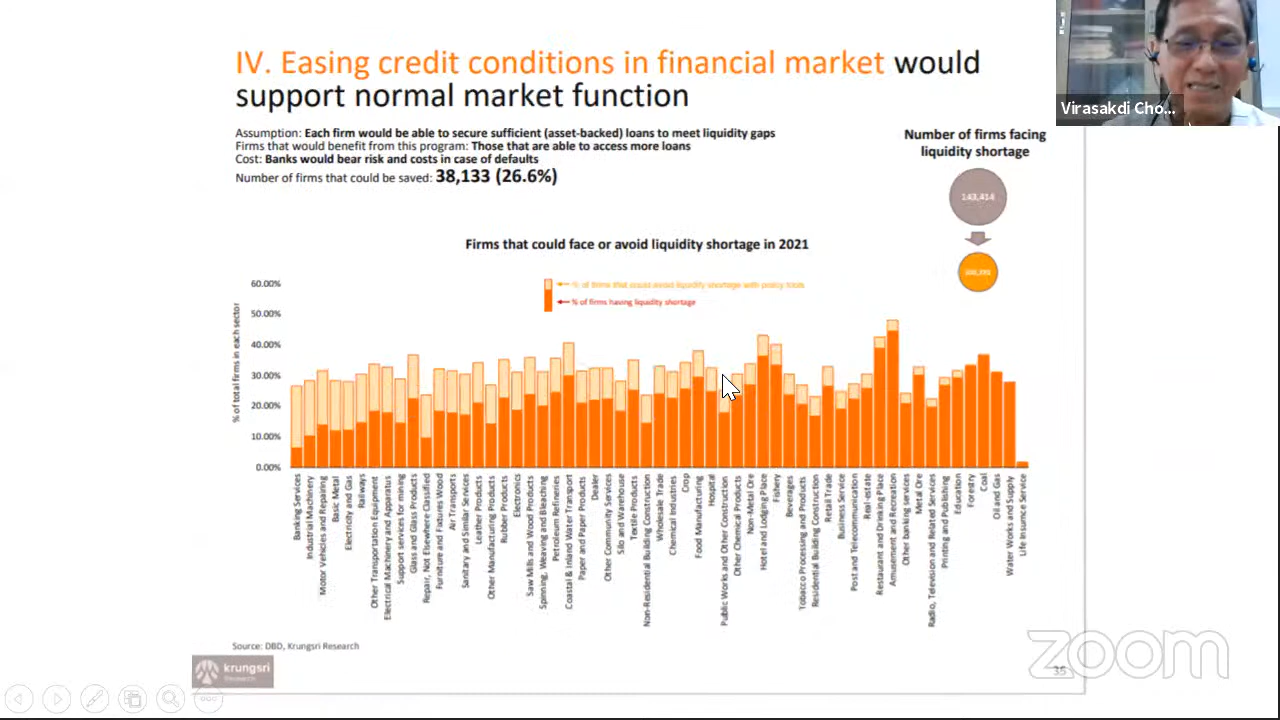 IV. Easing credit conditions in financial market would
support normal market function
Virasakdi Cho...
Assumption: Each firm would be able to secure sufficient (asset-backed) loans to meet liquidity gaps
Firms that would benefit from this program: Those that are able to access more loans
Cost: Banks would bear risk and costs in case of defaults
Number of firms that could be saved: 38,133 (26.6%)
Number of firms facing
liquidity shortage
143,414
Firms that could face or avoid liquidity shortage in 2021
% of firms that could avoid liquidity shortage with policy tools
% of firms having liquidity shortage
% of total firms in each sector
60.00%
50.00%
40.00%
30.00%
20.00%
10.00%
0.00%
Banking Services
Industrial Machinery
Motor Vehicles and Repairing
Basic Metal
Electricity and Gas
Railways
Other Transportation Equipment
Electrical Machinery and Apparatus
Support services for mining
Glass and Glass Products
Repair, Not Elsewhere Classified
Furniture and Fixtures Wood
Air Transports
Sanitary and Similar Services
Leather Products
Other Manufacturing Products
Rubber Products
Electronics
Saw Mills and Wood Products
Spinning, Weaving and Bleaching
Petroleum Refineries
Coastal & Inland Water Transport
Paper and Paper Products
Dealer
Other Community Services
Silo and Warehouse
Textile Products
Non-Residential Building Construction
Wholesale Trade
Chemical Industries
Crop
Food Manufacturing
Hospital
Public Works and Other Construction
Other Chemical Products
Non-Metal Ore
Hotel and Lodging Place
Fishery
Beverages
Tobacco Processing and Products
Residential Building Construction
Retail Trade
Business Service
Post and Telecommunication
Real-estate
Restaurant and Drinking Place
Amusement and Recreation
Other banking services
Metal Ore
Radio, Television and Related Services
Printing and Publishing
Education
Forestry
Coal
Oil and Gas
Water Works and Supply
Life Insurnce Service
Source: DBD, Krungsri Research
krungsri
Research
35
zoom